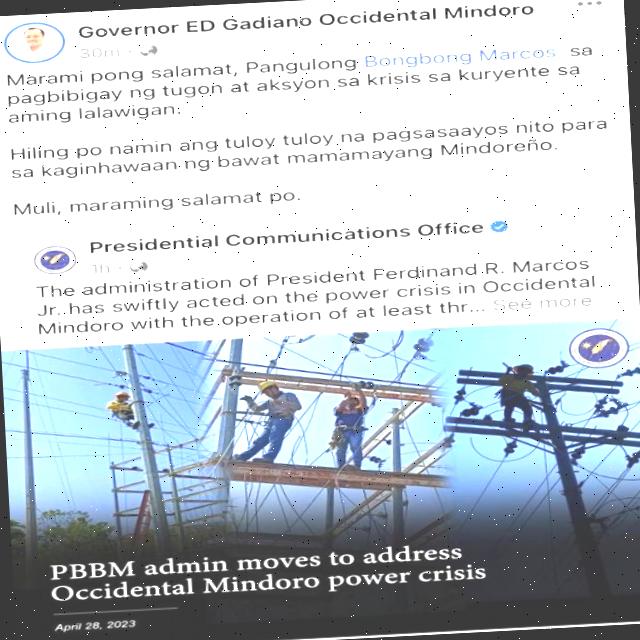 Governor ED Gadiano Occidental Mindoro
30m
Marami pong salamat, Pangulong Bongbong Marcos sa
pagbibigay ng tugon at aksyon sa krisis sa kuryente sa
aming lalawigan.
Hiling po namin ang tuloy tuloy na pagsasaayos nito para
sa kaginhawaan ng bawat mamamayang Mindoreño.
Muli, maraming salamat po.
Presidential Communications Office
1h
The administration of President Ferdinand R. Marcos
Jr. has swiftly acted on the power crisis in Occidental
Mindoro with the operation of at least thr... See more
PBBM admin moves to address
Occidental Mindoro power crisis
April 28, 2023